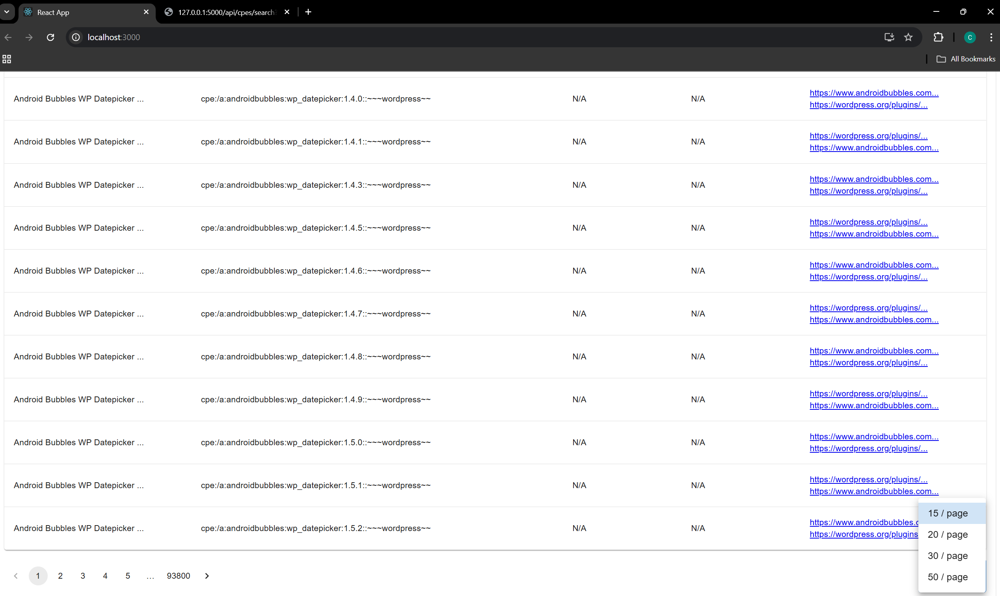 React App
127.0.0.1:5000/api/cpes/search?
localhost:3000
C
All Bookmarks
Android Bubbles WP Datepicker ... cpe:/a:androidbubbles:wp_datepicker:1.4.0::~~~wordpress~~ N/A N/A https://www.androidbubbles.com...
https://wordpress.org/plugins/...
Android Bubbles WP Datepicker ... cpe:/a:androidbubbles:wp_datepicker:1.4.1::~~~wordpress~~ N/A N/A https://wordpress.org/plugins/...
https://www.androidbubbles.com...
Android Bubbles WP Datepicker ... cpe:/a:androidbubbles:wp_datepicker:1.4.3::~~~wordpress~~ N/A N/A https://www.androidbubbles.com...
https://wordpress.org/plugins/...
Android Bubbles WP Datepicker ... cpe:/a:androidbubbles:wp_datepicker:1.4.5::~~~wordpress~~ N/A N/A https://wordpress.org/plugins/...
https://www.androidbubbles.com...
Android Bubbles WP Datepicker ... cpe:/a:androidbubbles:wp_datepicker:1.4.6::~~~wordpress~~ N/A N/A https://www.androidbubbles.com...
https://wordpress.org/plugins/...
Android Bubbles WP Datepicker ... cpe:/a:androidbubbles:wp_datepicker:1.4.7::~~~wordpress~~ N/A N/A https://wordpress.org/plugins/...
https://www.androidbubbles.com...
Android Bubbles WP Datepicker ... cpe:/a:androidbubbles:wp_datepicker:1.4.8::~~~wordpress~~ N/A N/A https://www.androidbubbles.com...
https://wordpress.org/plugins/...
Android Bubbles WP Datepicker ... cpe:/a:androidbubbles:wp_datepicker:1.4.9::~~~wordpress~~ N/A N/A https://wordpress.org/plugins/...
https://www.androidbubbles.com...
Android Bubbles WP Datepicker ... cpe:/a:androidbubbles:wp_datepicker:1.5.0::~~~wordpress~~ N/A N/A https://www.androidbubbles.com...
https://wordpress.org/plugins/...
Android Bubbles WP Datepicker ... cpe:/a:androidbubbles:wp_datepicker:1.5.1::~~~wordpress~~ N/A N/A https://wordpress.org/plugins/...
https://www.androidbubbles.com...
Android Bubbles WP Datepicker ... cpe:/a:androidbubbles:wp_datepicker:1.5.2::~~~wordpress~~ N/A N/A https://www.androidbubbles.c
https://wordpress.org/plugins
15 / page
20 / page
30 / page
50 / page
1 2 3 4 5 ... 93800